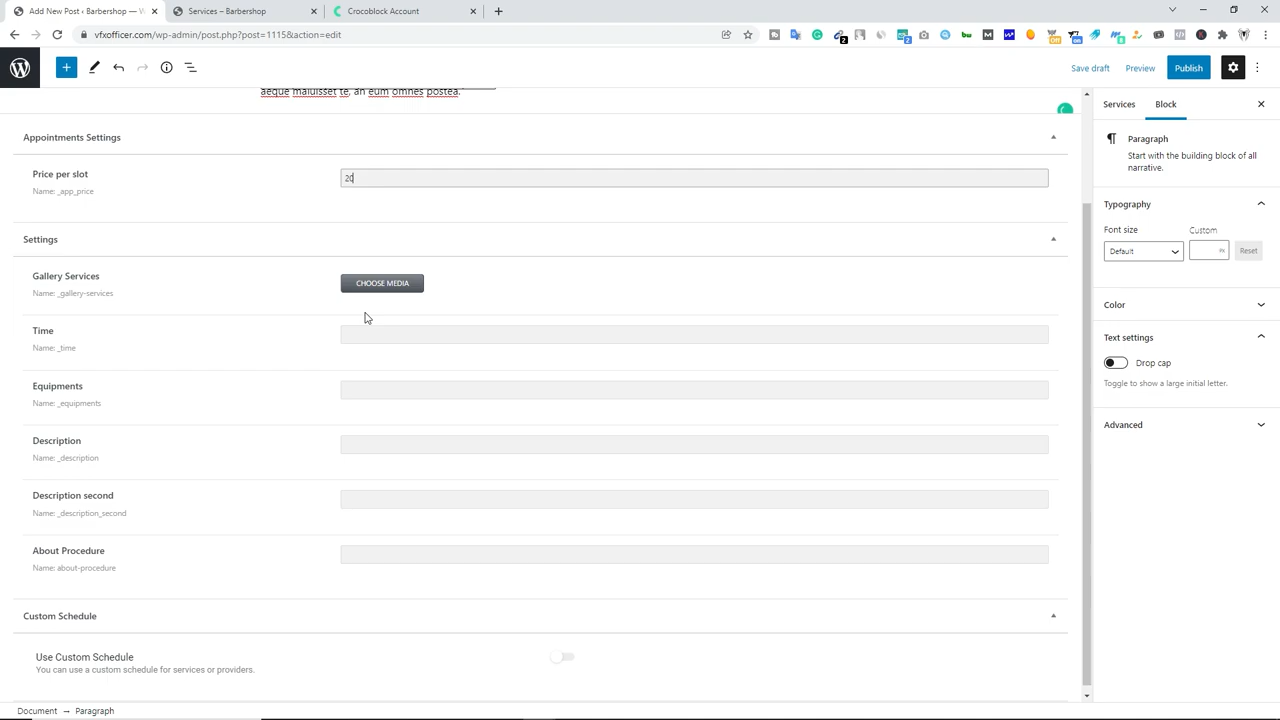 Add New Post ‹ Barbershop — W
Services – Barbershop
Crocoblock Account
vfxofficer.com/wp-admin/post.php?post=1115&action=edit
Save draft
Preview
Publish
aeque maluisset te, an eum omnes postea.
Services
Block
Appointments Settings
Paragraph
Start with the building block of all
narrative.
Price per slot
20
Name: _app_price
Typography
Font size
Custom
Default
PX
Reset
Settings
Gallery Services
CHOOSE MEDIA
Name: _gallery-services
Color
Time
Name: _time
Text settings
Drop cap
Toggle to show a large initial letter.
Equipments
Name: _equipments
Advanced
Description
Name: _description
Description second
Name: _description_second
About Procedure
Name: about-procedure
Custom Schedule
Use Custom Schedule
You can use a custom schedule for services or providers.
Document → Paragraph